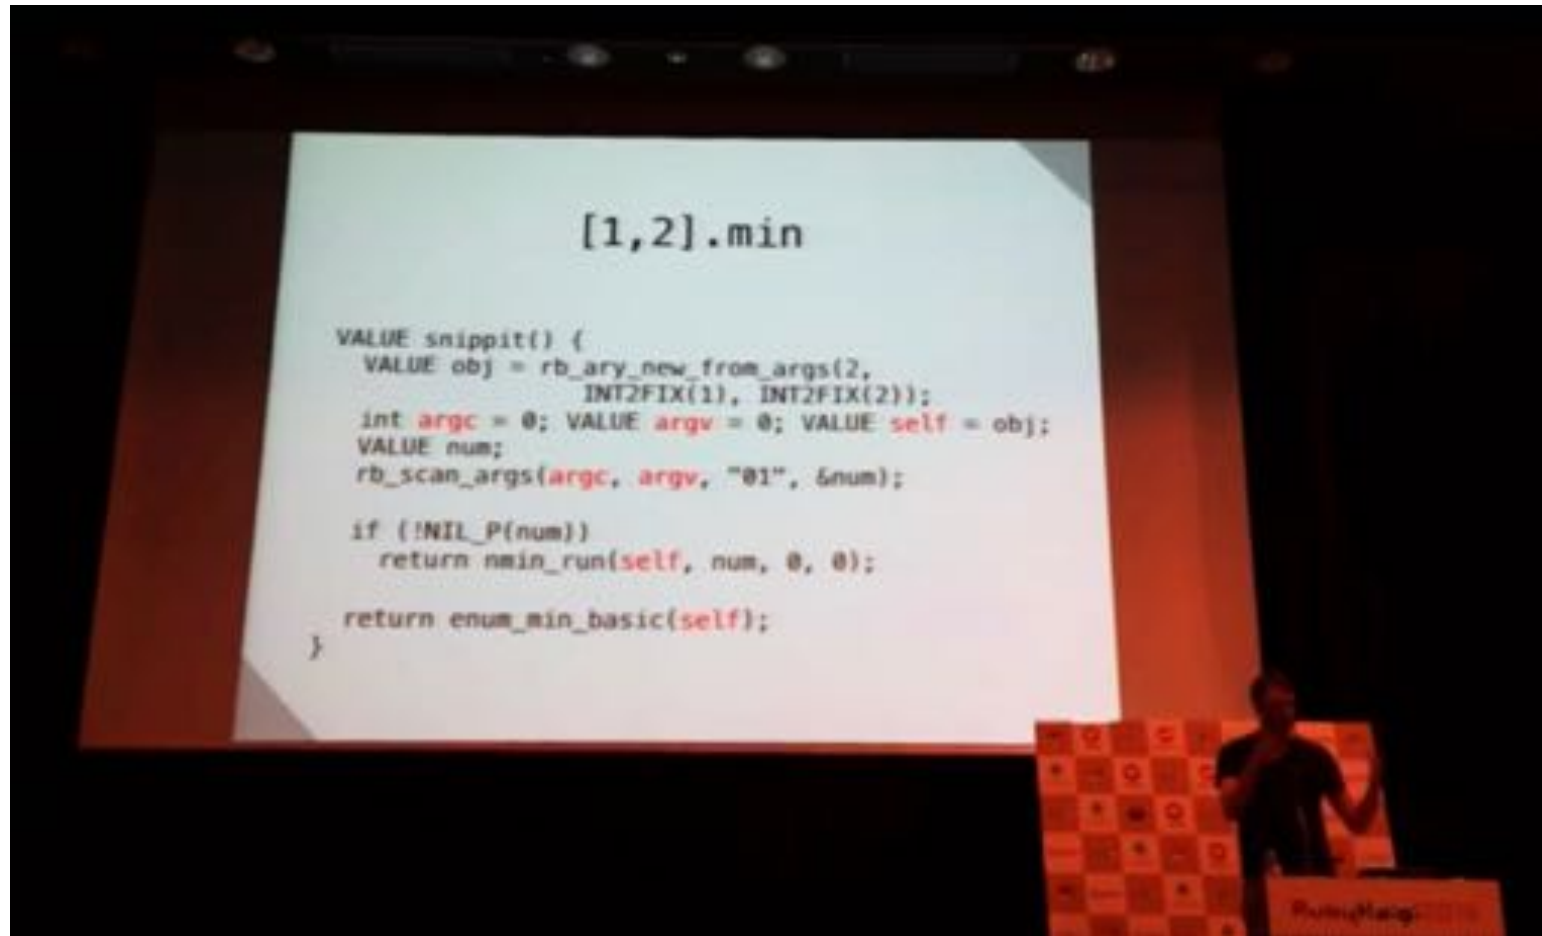 [1,2].min
VALUE snippit() {
VALUE obj = rb_ary_new_from_args(2,
INT2FIX(1), INT2FIX(2));
int argc = 0; VALUE argv = 0; VALUE self = obj;
VALUE num;
rb_scan_args(argc, argv, "01", &num);
if (!NIL_P(num))
return nmin_run(self, num, 0, 0);
return enum_min_basic(self);
}
RubyKaigi